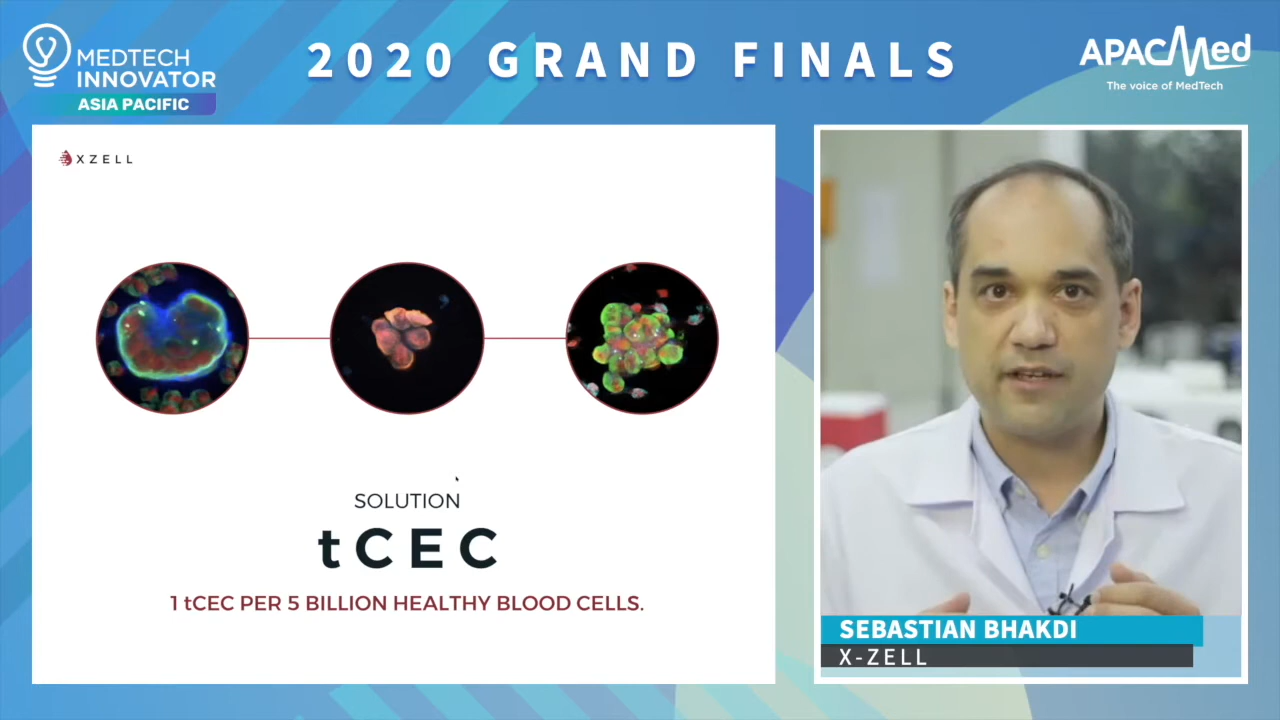 MEDTECH
INNOVATOR
ASIA PACIFIC
2020 GRAND FINALS
APACMed
The voice of MedTech
XZELL
SOLUTION
tCEC
1 tCEC PER 5 BILLION HEALTHY BLOOD CELLS.
SEBASTIAN BHAKDI
X-ZELL